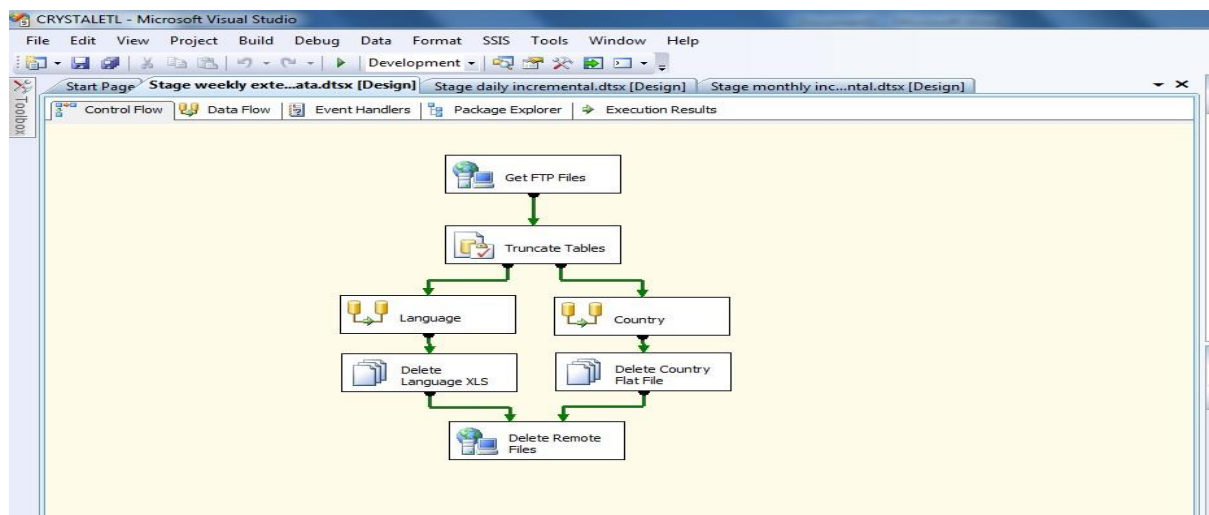 CRYSTALETL - Microsoft Visual Studio
File Edit View Project Build Debug Data Format SSIS Tools Window Help
Development
Start Page Stage weekly exte...ata.dtsx [Design] Stage daily incremental.dtsx [Design] Stage monthly inc...ntal.dtsx [Design]
Toolbox
Control Flow Data Flow Event Handlers Package Explorer Execution Results
Get FTP Files
Truncate Tables
Language
Country
Delete
Language XLS
Delete Country
Flat File
Delete Remote
Files